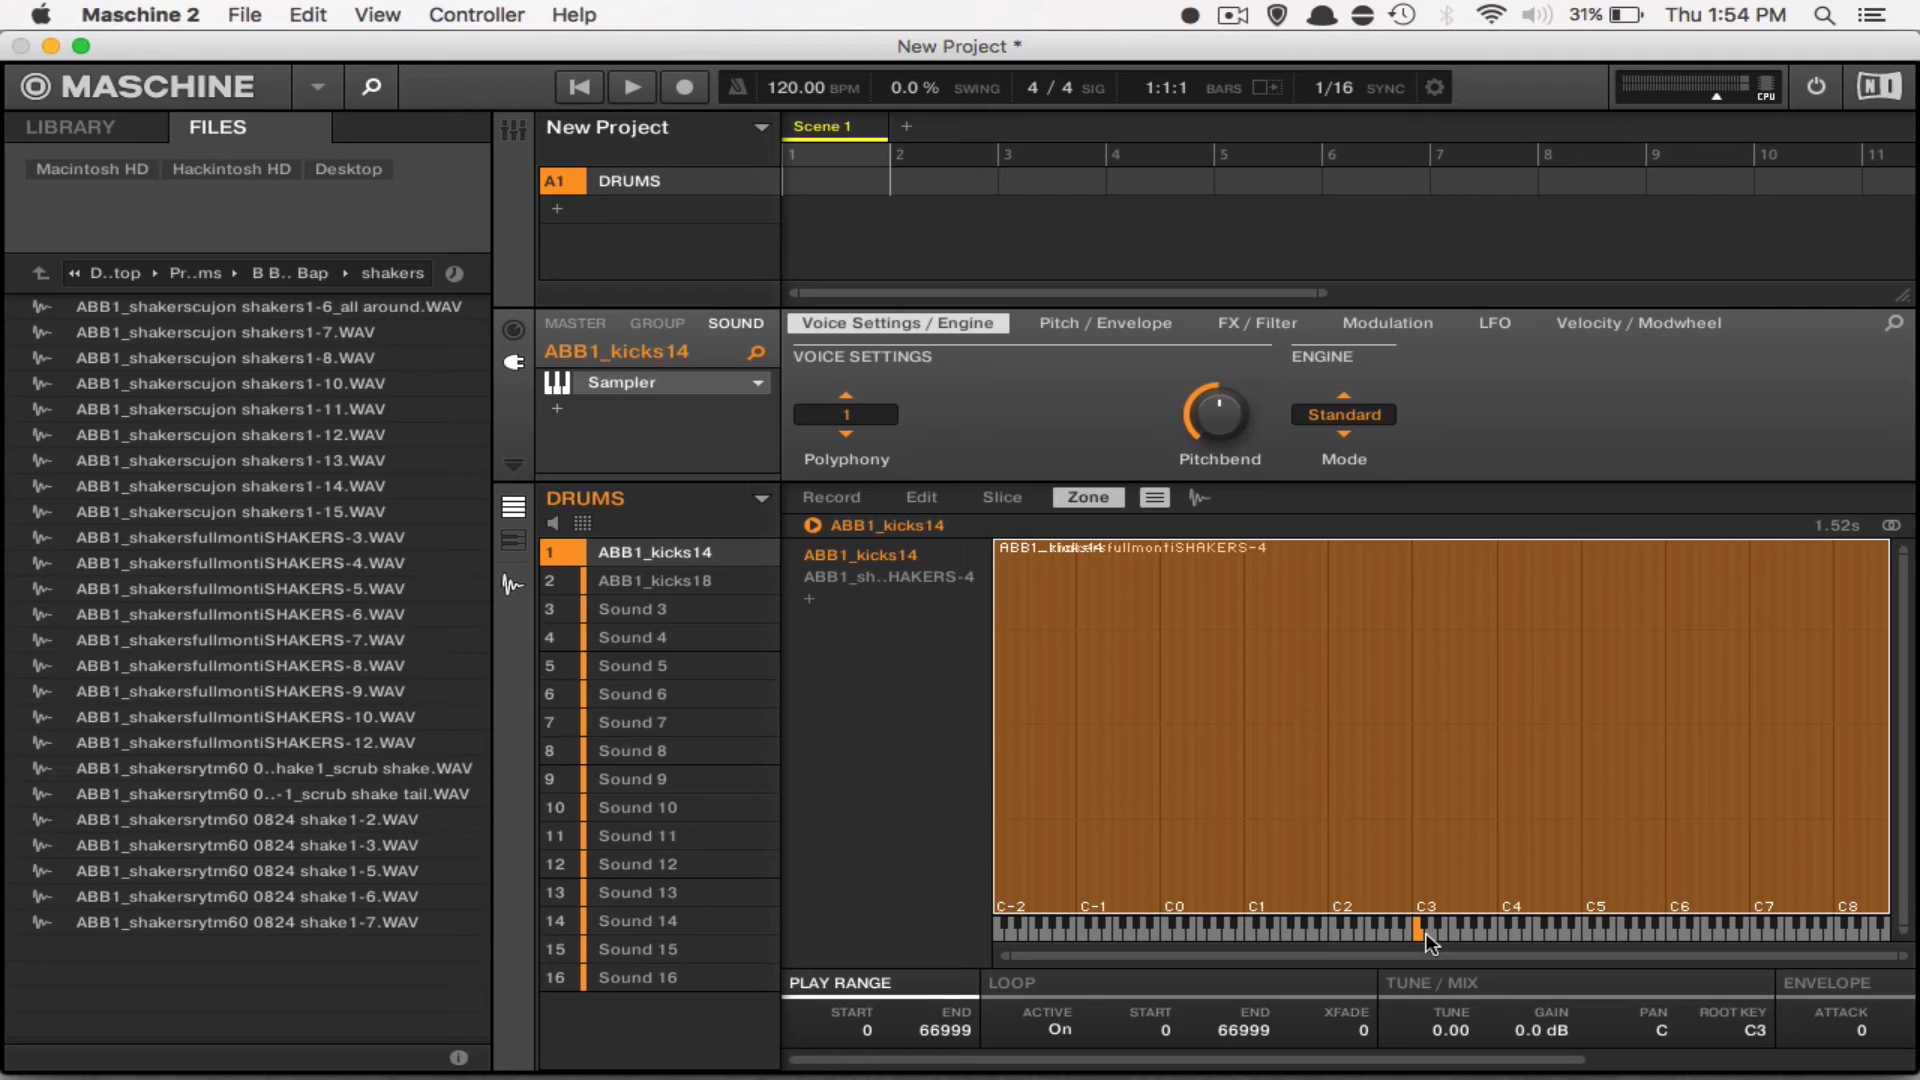 Maschine 2 File Edit View Controller Help 31% Thu 1:54 PM
New Project *
MASCHINE 120.00 BPM 0.0 % SWING 4 / 4 SIG 1:1:1 BARS 1/16 SYNC CPU
LIBRARY FILES
Macintosh HD Hackintosh HD Desktop
D..top Pr..ms B B.. Bap shakers
ABB1_shakerscujon shakers1-6_all around.WAV
ABB1_shakerscujon shakers1-7.WAV
ABB1_shakerscujon shakers1-8.WAV
ABB1_shakerscujon shakers1-10.WAV
ABB1_shakerscujon shakers1-11.WAV
ABB1_shakerscujon shakers1-12.WAV
ABB1_shakerscujon shakers1-13.WAV
ABB1_shakerscujon shakers1-14.WAV
ABB1_shakerscujon shakers1-15.WAV
ABB1_shakersfullmontiSHAKERS-3.WAV
ABB1_shakersfullmontiSHAKERS-4.WAV
ABB1_shakersfullmontiSHAKERS-5.WAV
ABB1_shakersfullmontiSHAKERS-6.WAV
ABB1_shakersfullmontiSHAKERS-7.WAV
ABB1_shakersfullmontiSHAKERS-8.WAV
ABB1_shakersfullmontiSHAKERS-9.WAV
ABB1_shakersfullmontiSHAKERS-10.WAV
ABB1_shakersfullmontiSHAKERS-12.WAV
ABB1_shakersrytm60 0..hake1_scrub shake.WAV
ABB1_shakersrytm60 0..-1_scrub shake tail.WAV
ABB1_shakersrytm60 0824 shake1-2.WAV
ABB1_shakersrytm60 0824 shake1-3.WAV
ABB1_shakersrytm60 0824 shake1-5.WAV
ABB1_shakersrytm60 0824 shake1-6.WAV
ABB1_shakersrytm60 0824 shake1-7.WAV
New Project
Scene 1 +
1 2 3 4 5 6 7 8 9 10 11
A1 DRUMS
+
MASTER GROUP SOUND
ABB1_kicks14
Sampler
+
Voice Settings / Engine Pitch / Envelope FX / Filter Modulation LFO Velocity / Modwheel
VOICE SETTINGS ENGINE
1 Standard
Polyphony Pitchbend Mode
DRUMS
1 ABB1_kicks14
2 ABB1_kicks18
3 Sound 3
4 Sound 4
5 Sound 5
6 Sound 6
7 Sound 7
8 Sound 8
9 Sound 9
10 Sound 10
11 Sound 11
12 Sound 12
13 Sound 13
14 Sound 14
15 Sound 15
16 Sound 16
Record Edit Slice Zone
ABB1_kicks14 1.52s
ABB1_kicks14
ABB1_sh..HAKERS-4
+
C-2 C-1 C0 C1 C2 C3 C4 C5 C6 C7 C8
PLAY RANGE LOOP TUNE / MIX ENVELOPE
START END ACTIVE START END XFADE TUNE GAIN PAN ROOT KEY ATTACK
0 66999 On 0 66999 0 0.00 0.0 dB C C3 0